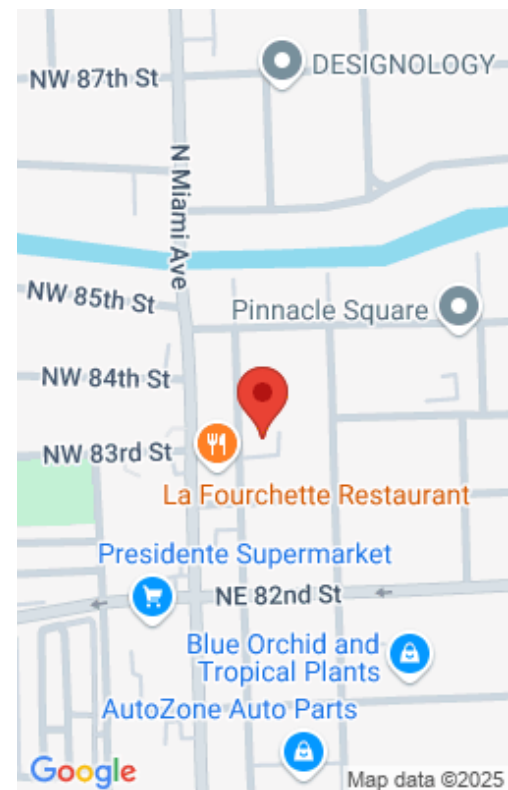 DESIGNOLOGY
NW 87th St
N Miami Ave
NW 85th St
Pinnacle Square
NW 84th St
NW 83rd St
La Fourchette Restaurant
Presidente Supermarket
NE 82nd St
Blue Orchid and
Tropical Plants
AutoZone Auto Parts
Google
Map data ©2025